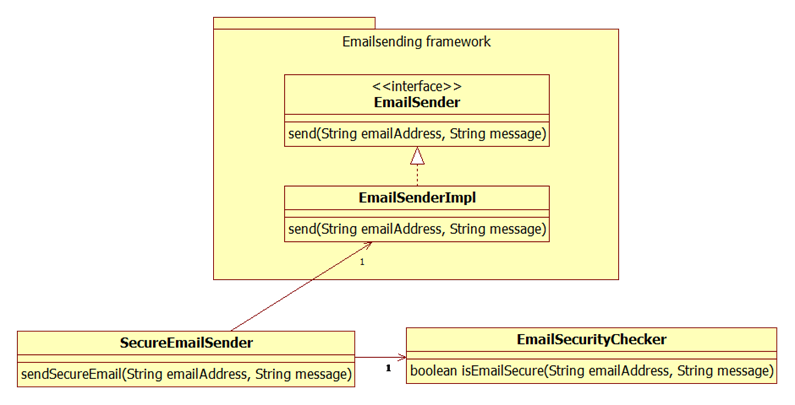 Emailsending framework
<<interface>>
EmailSender
send(String emailAddress, String message)
EmailSenderImpl
send(String emailAddress, String message)
1
SecureEmailSender
sendSecureEmail(String emailAddress, String message)
1
EmailSecurityChecker
boolean isEmailSecure(String emailAddress, String message)